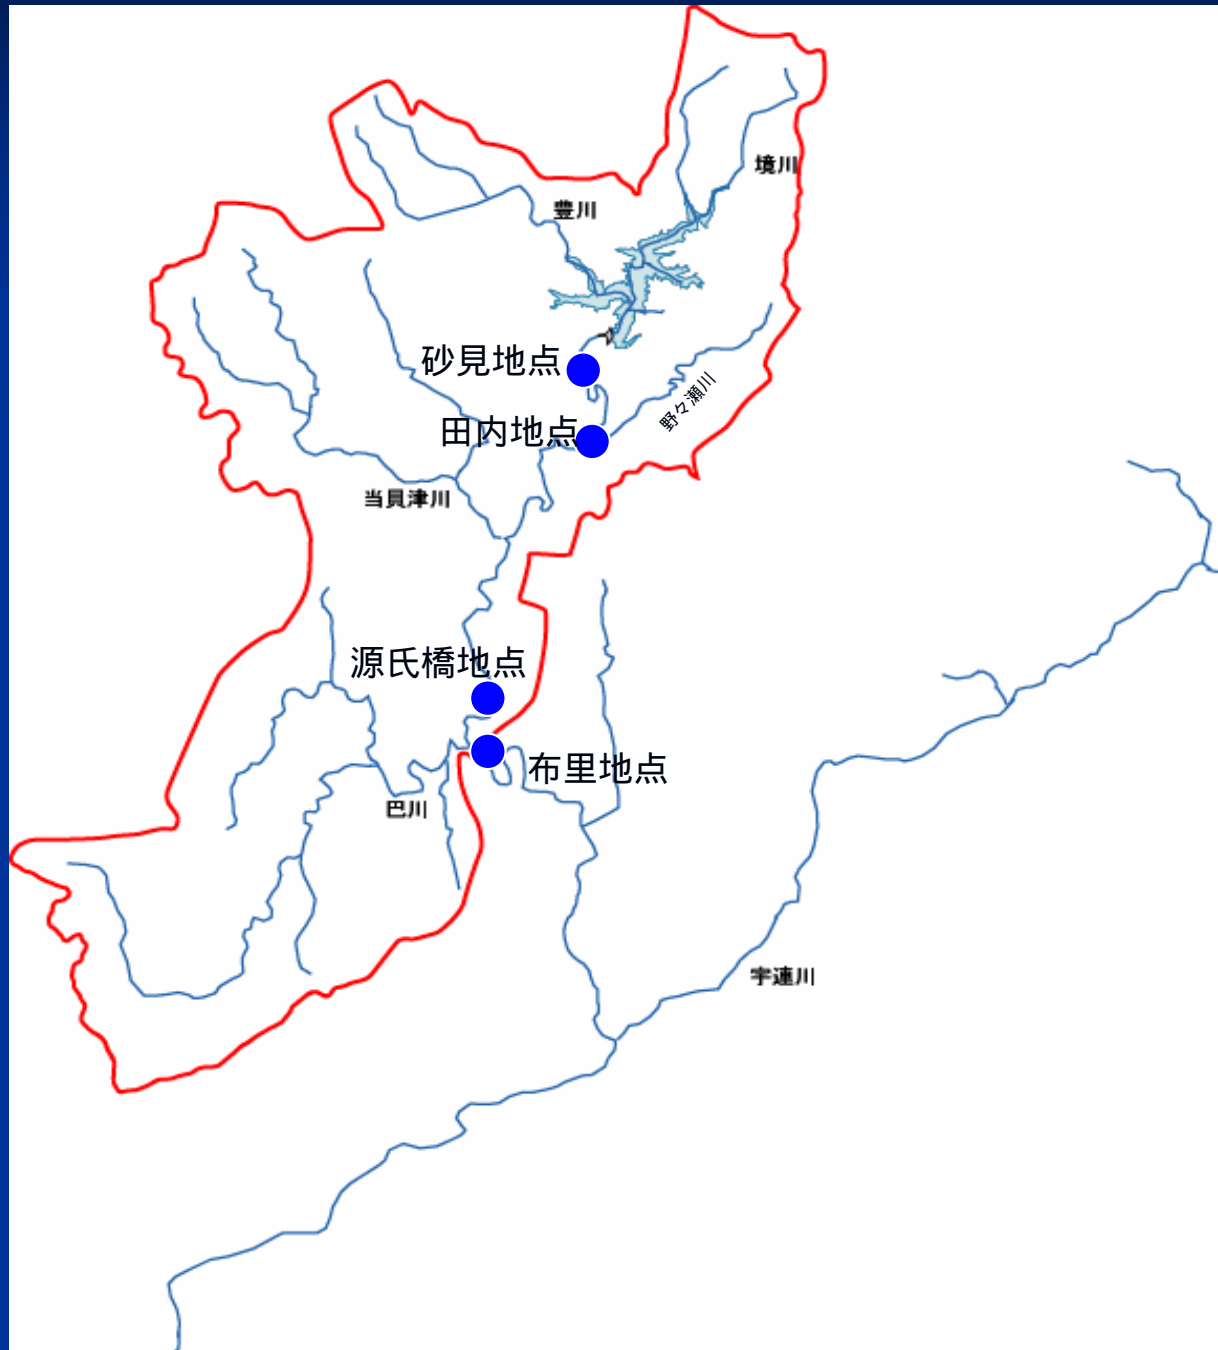 境川
豊川
砂見地点
野々瀬川
田内地点
当貝津川
源氏橋地点
布里地点
巴川
宇連川